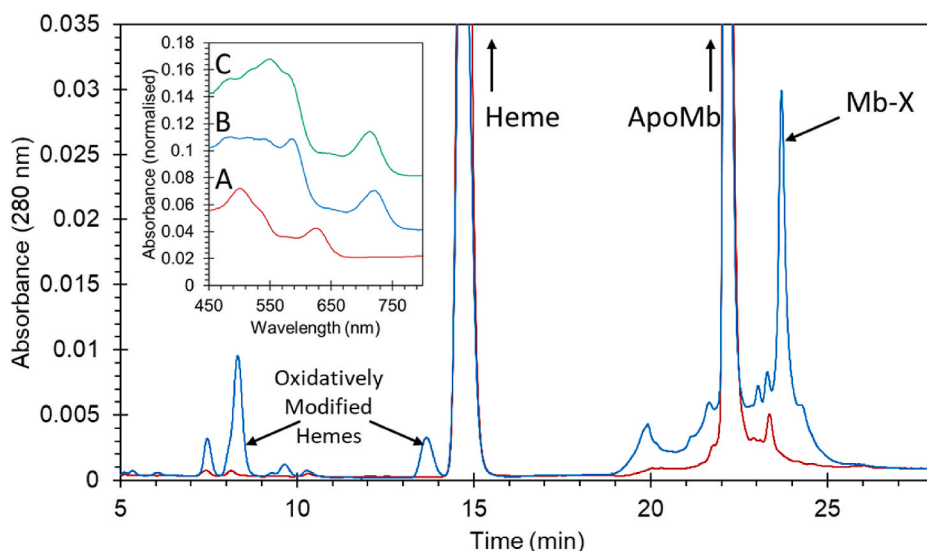 0.035
0.03
0.025
0.02
0.015
0.01
0.005
0
Absorbance (280 nm)
5
10
15
20
25
Time (min)
0.18
0.16
0.14
0.12
0.1
0.08
0.06
0.04
0.02
0
Absorbance (normalised)
C
B
A
450
550
650
750
Wavelength (nm)
Heme
ApoMb
Mb-X
Oxidatively
Modified
Hemes